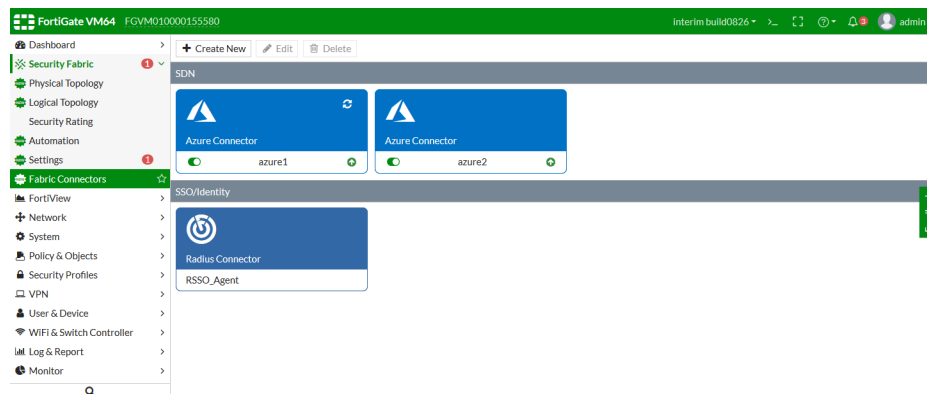 FortiGate VM64 FGVM010000155580
interim build0826 >_ ? 3 admin
Dashboard
Security Fabric 1
Physical Topology
Logical Topology
Security Rating
Automation
Settings 1
Fabric Connectors
FortiView
Network
System
Policy & Objects
Security Profiles
VPN
User & Device
WiFi & Switch Controller
Log & Report
Monitor
+ Create New Edit Delete
SDN
Azure Connector
azure1
Azure Connector
azure2
SSO/Identity
Radius Connector
RSSO_Agent